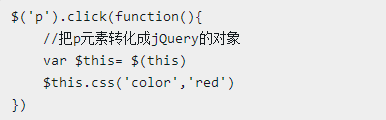 $('p').click(function(){
//把p元素转化成jQuery的对象
var $this= $(this)
$this.css('color','red')
})